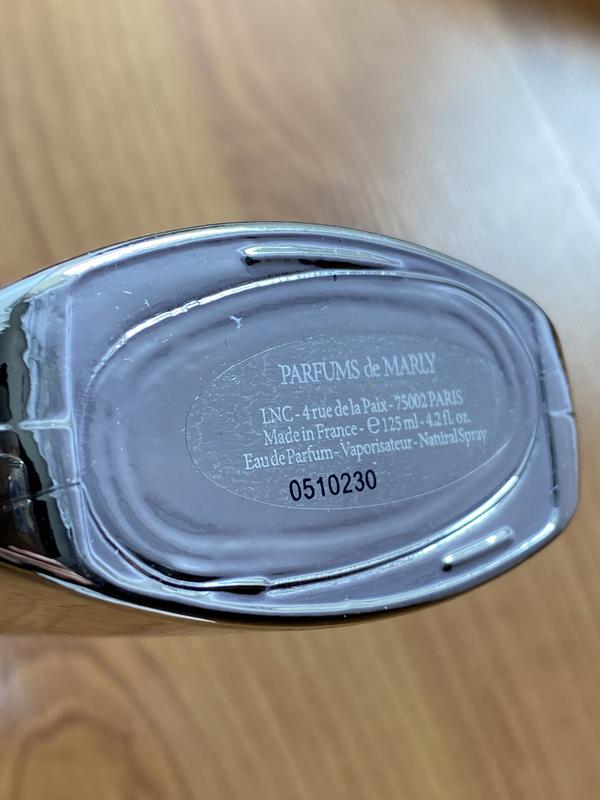 PARFUMS de MARLY
LNC - 4 rue de la Paix - 75002 PARIS
Made in France - ℮ 125 ml - 4.2 fl. oz.
Eau de Parfum - Vaporisateur - Natural Spray
0510230